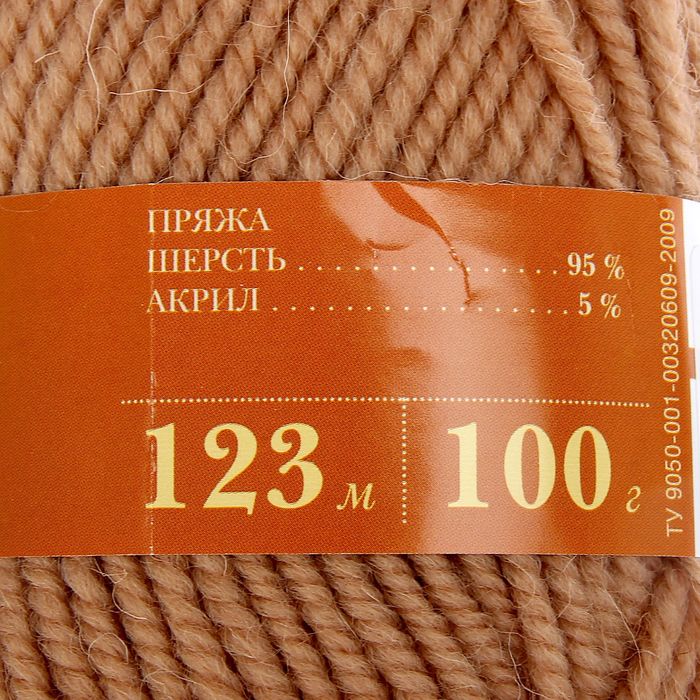 ПРЯЖА
ШЕРСТЬ ........................ 95 %
АКРИЛ ........................... 5 %
123 м
100 г
ТУ 9050-001-00320609-2009